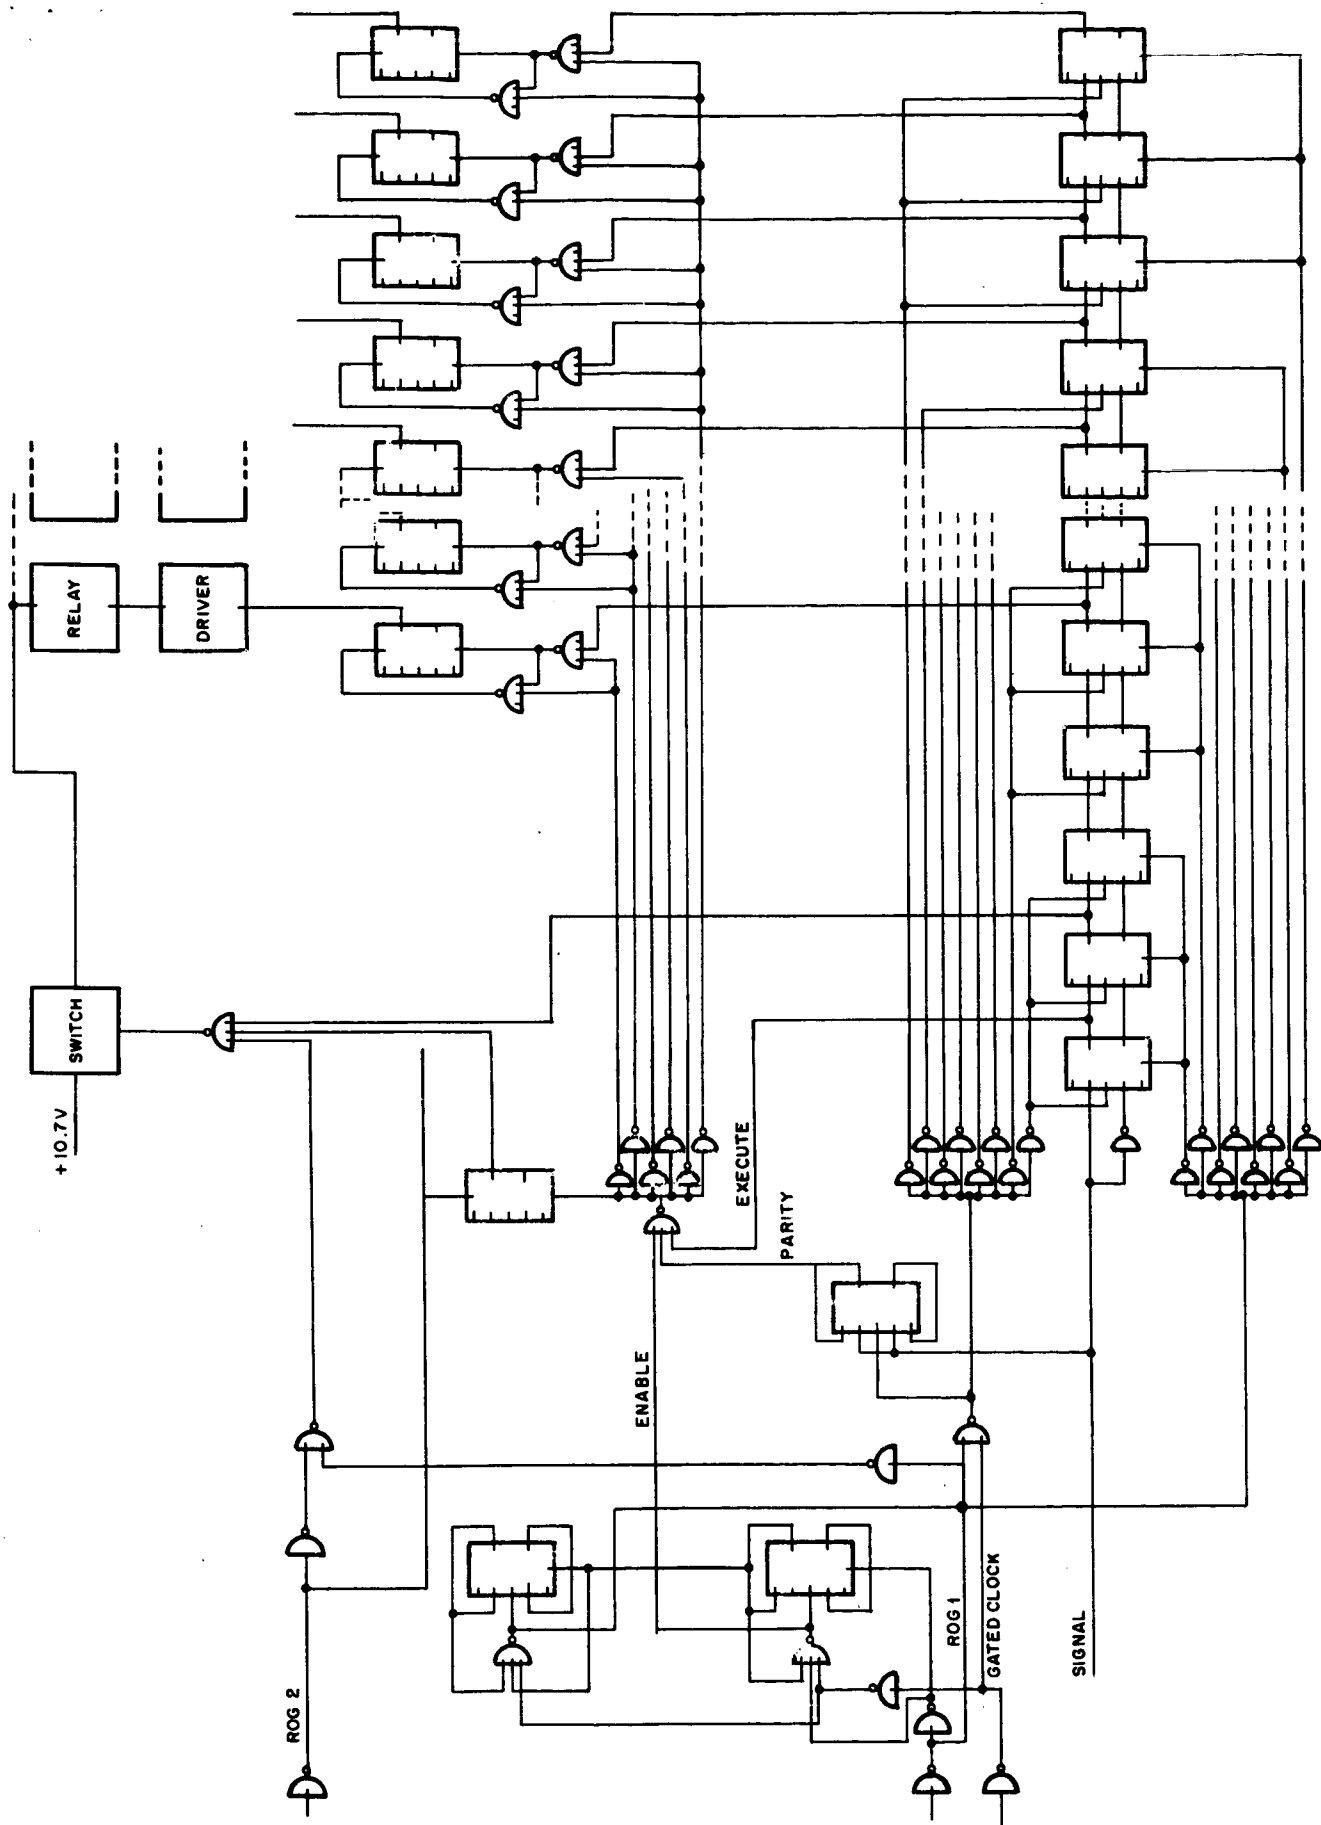 RELAY
DRIVER
SWITCH
+10.7V
EXECUTE
PARITY
ENABLE
ROG 1
GATED CLOCK
SIGNAL
ROG 2